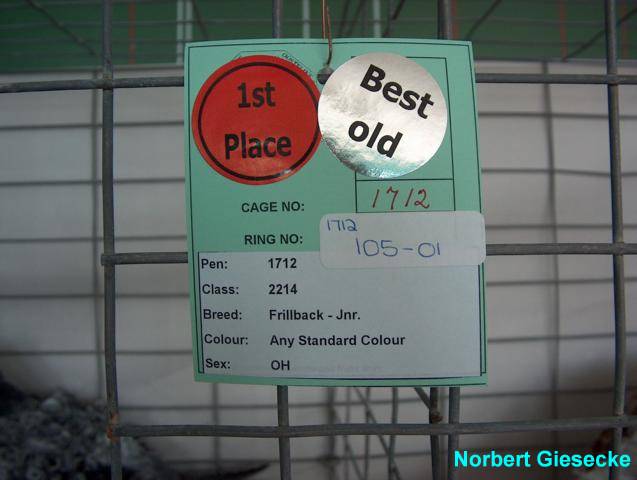 1st
Place
Best
old
CAGE NO: 1712
RING NO: 1712
105-01
Pen: 1712
Class: 2214
Breed: Frillback - Jnr.
Colour: Any Standard Colour
Sex: OH
Norbert Giesecke